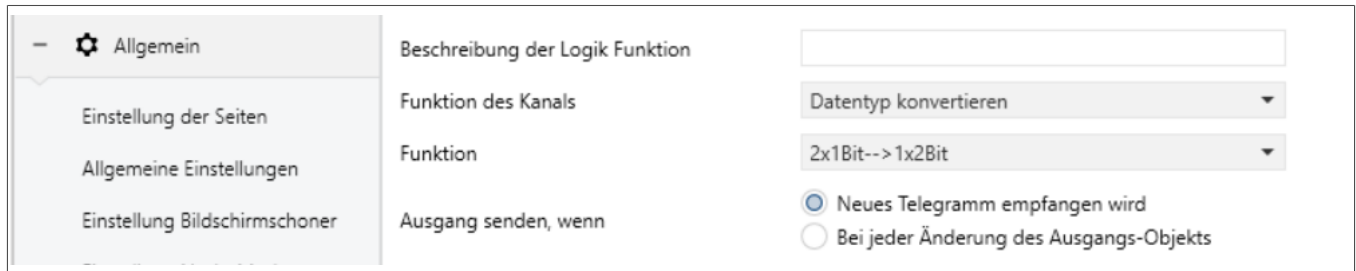 Allgemein
Einstellung der Seiten
Allgemeine Einstellungen
Einstellung Bildschirmschoner
Beschreibung der Logik Funktion
Funktion des Kanals Datentyp konvertieren
Funktion 2x1Bit-->1x2Bit
Ausgang senden, wenn Neues Telegramm empfangen wird
Bei jeder Änderung des Ausgangs-Objekts